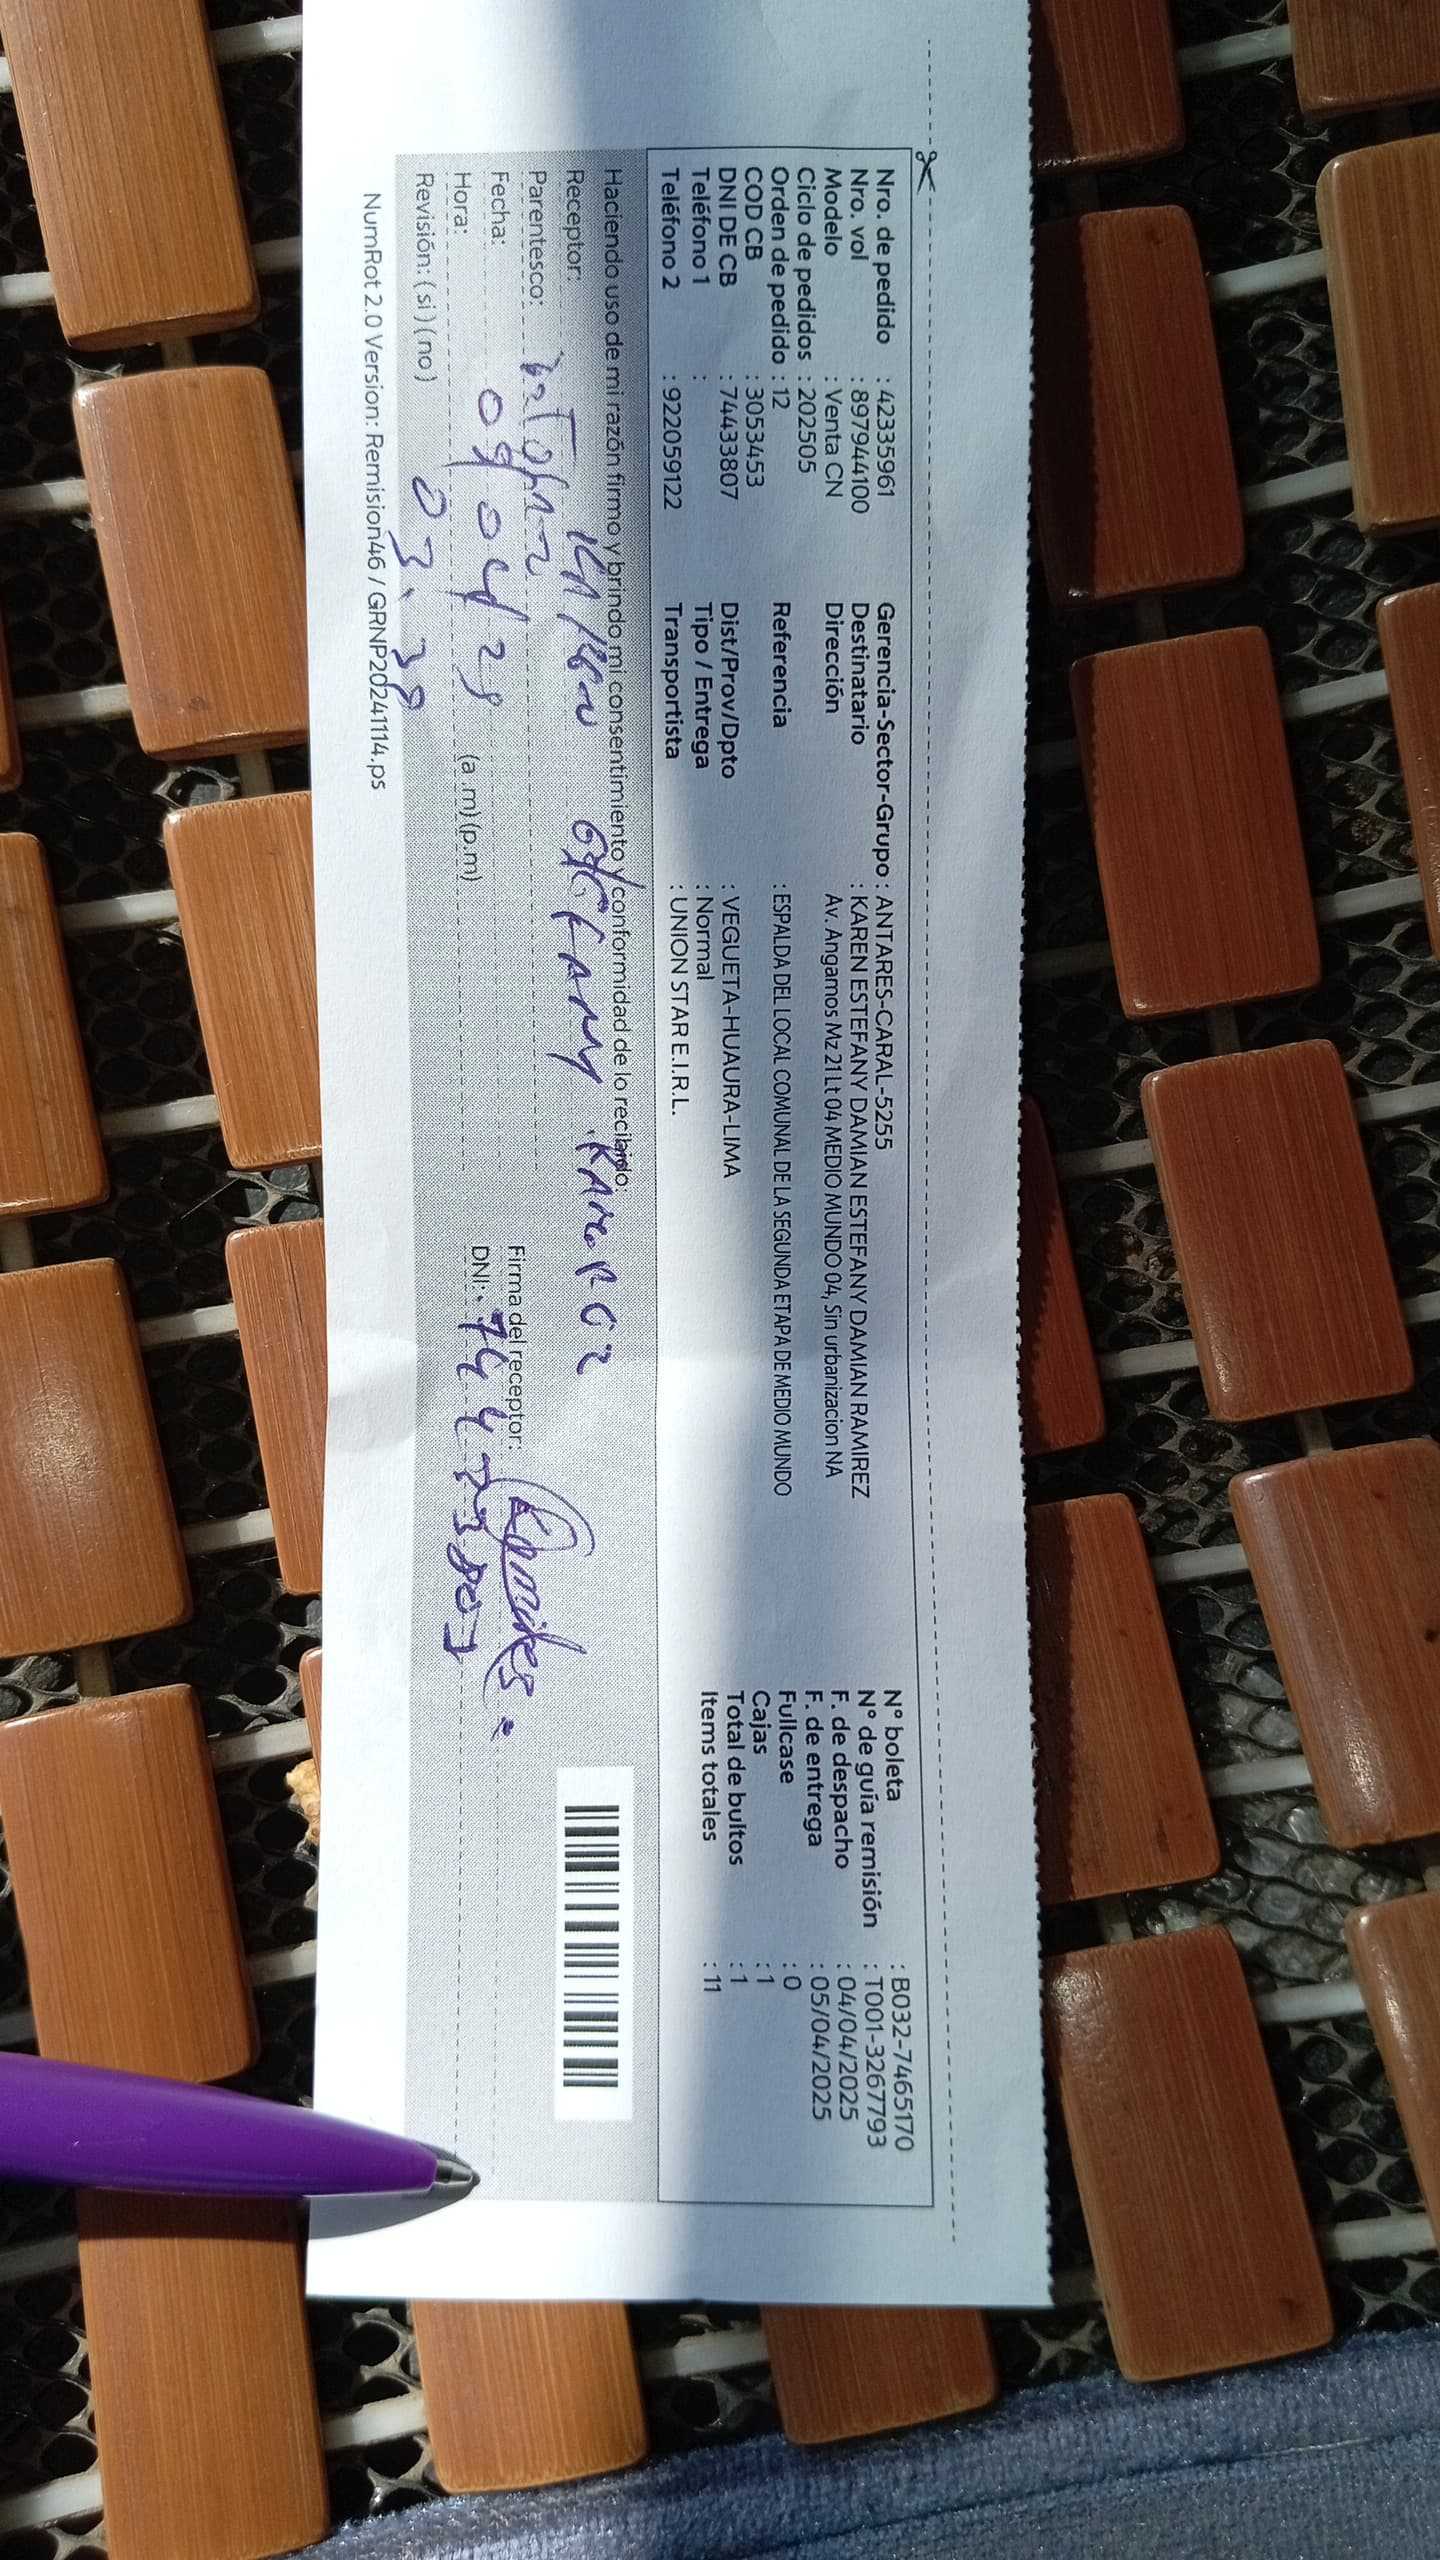 Nro. de pedido : 42335961
Nro. vol : 897944100
Modelo : Venta CN
Ciclo de pedidos : 202505
Orden de pedido : 12
COD CB : 30534453
DNI DE CB : 74433807
Teléfono 1 :
Teléfono 2 : 922059122
Gerencia-Sector-Grupo : ANTARES-CARAL-5255
Destinatario : KAREN ESTEFANY DAMIAN ESTEFANY DAMIAN RAMIREZ
Dirección Av. Angamos Mz 21 Lt 04 MEDIO MUNDO 04, Sin urbanizacion NA
Referencia : ESPALDA DEL LOCAL COMUNAL DE LA SEGUNDA ETAPA DE MEDIO MUNDO
Dist/Prov/Dpto : VEGUETA-HUAURA-LIMA
Tipo / Entrega : Normal
Transportista : UNION STAR E.I.R.L.
N° boleta : B032-7465170
N° de guía remisión : T001-3267793
F. de despacho : 04/04/2025
F. de entrega : 05/04/2025
Fullcase : 0
Cajas : 1
Total de bultos : 1
Items totales : 11
Haciendo uso de mi razón firmo y brindo mi consentimiento y conformidad de lo recibido:
Receptor:
Parentesco:
Fecha:
Hora: (a .m) (p.m)
Revisión: (si) (no) 03.38
Firma del receptor:
DNI: 74433807
NumRot 2.0 Version: Remision46 / GRNP20241114.ps